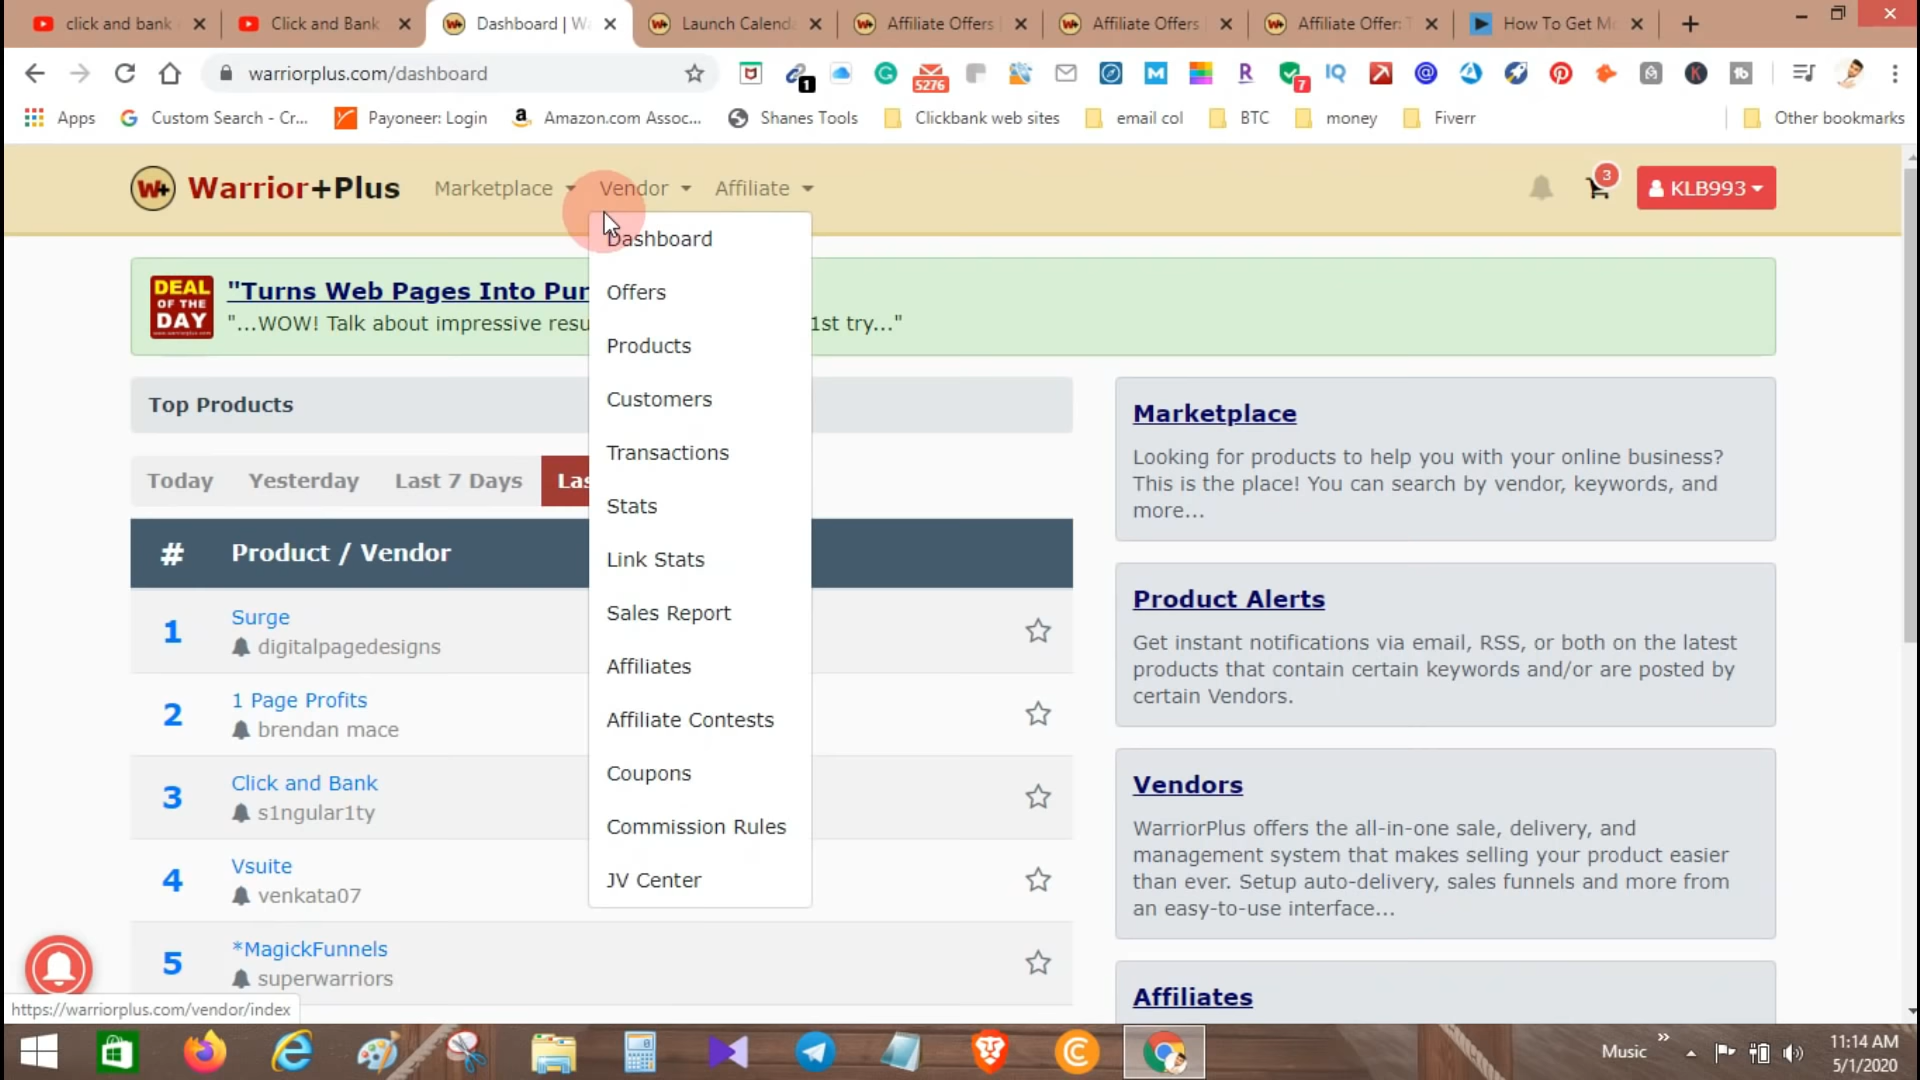 click and bank
Click and Bank
Dashboard | W
Launch Calend
Affiliate Offers
Affiliate Offers
Affiliate Offer: T
How To Get M
warriorplus.com/dashboard
1
5276
7
Apps
Custom Search - Cr...
Payoneer: Login
Amazon.com Assoc...
Shanes Tools
Clickbank web sites
email col
BTC
money
Fiverr
Other bookmarks
W+ Warrior+Plus
Marketplace
Vendor
Affiliate
3
KLB993
Dashboard
Offers
Products
Customers
Transactions
Stats
Link Stats
Sales Report
Affiliates
Affiliate Contests
Coupons
Commission Rules
JV Center
DEAL
OF THE
DAY
"Turns Web Pages Into Pur
"...WOW! Talk about impressive resu
1st try..."
Top Products
Today
Yesterday
Last 7 Days
Las
# Product / Vendor
1
Surge
digitalpagedesigns
2
1 Page Profits
brendan mace
3
Click and Bank
s1ngular1ty
4
Vsuite
venkata07
5
*MagickFunnels
superwarriors
Marketplace
Looking for products to help you with your online business?
This is the place! You can search by vendor, keywords, and
more...
Product Alerts
Get instant notifications via email, RSS, or both on the latest
products that contain certain keywords and/or are posted by
certain Vendors.
Vendors
WarriorPlus offers the all-in-one sale, delivery, and
management system that makes selling your product easier
than ever. Setup auto-delivery, sales funnels and more from
an easy-to-use interface...
Affiliates
https://warriorplus.com/vendor/index
Music
11:14 AM
5/1/2020